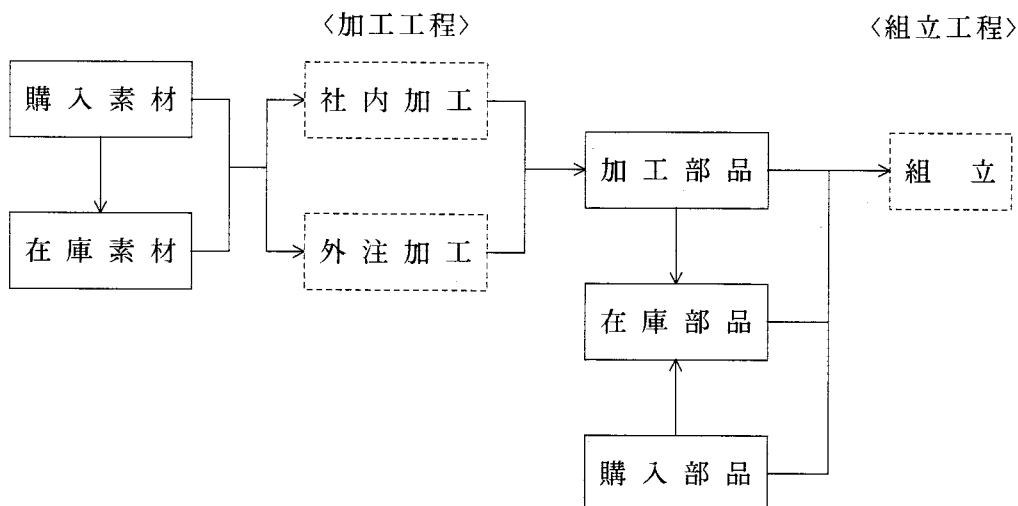 〈加工工程〉
〈組立工程〉
購入素材
社内加工
加工部品
組立
在庫素材
外注加工
在庫部品
購入部品